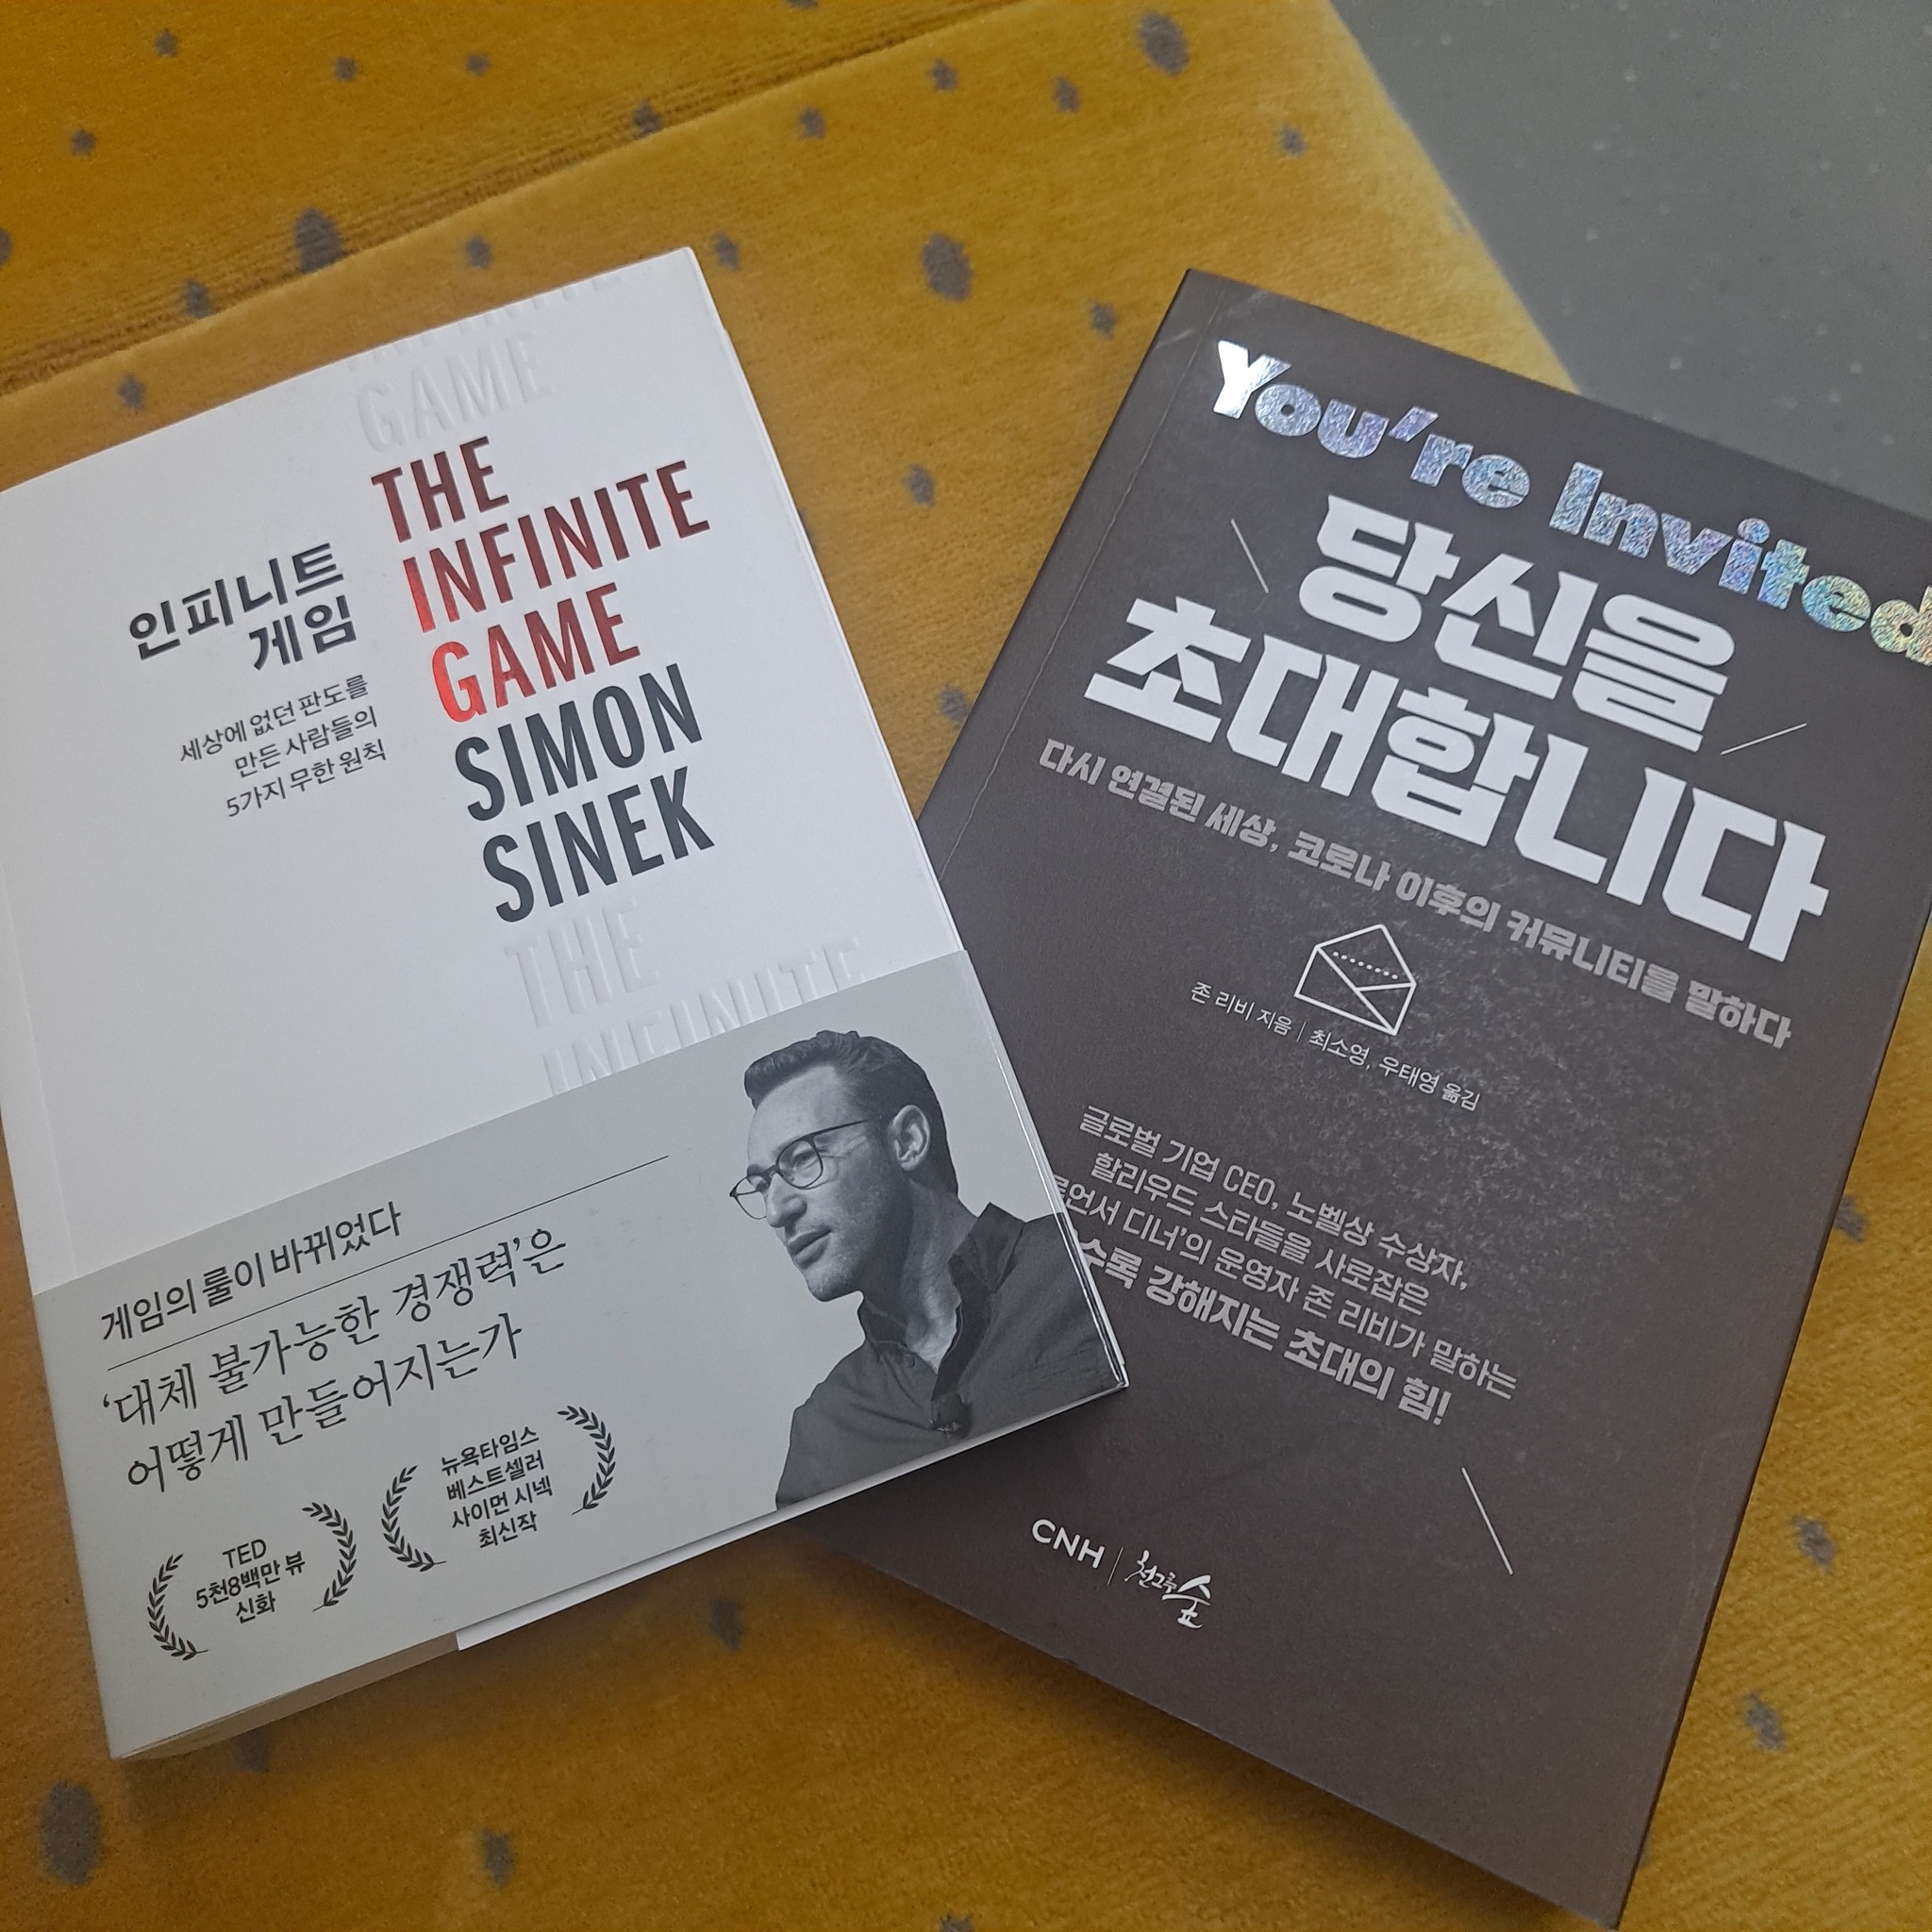 GAME
THE
INFINITE
GAME
SIMON
SINEK
THE
INFINITE
인피니트
게임
세상에 없던 판도를
만든 사람들의
5가지 무한 원칙
게임의 룰이 바뀌었다
‘대체 불가능한 경쟁력’은
어떻게 만들어지는가
TED
5천8백만 뷰
신화
뉴욕타임스
베스트셀러
사이먼 시넥
최신작
You're Invited
당신을
초대합니다
다시 연결된 세상, 코로나 이후의 커뮤니티를 말하다
존 리비 지음 | 최소영, 우태영 옮김
글로벌 기업 CEO, 노벨상 수상자,
할리우드 스타들을 사로잡은
디너’의 운영자 존 리비가 말하는
강해지는 초대의 힘!
CNH | 천그루숲